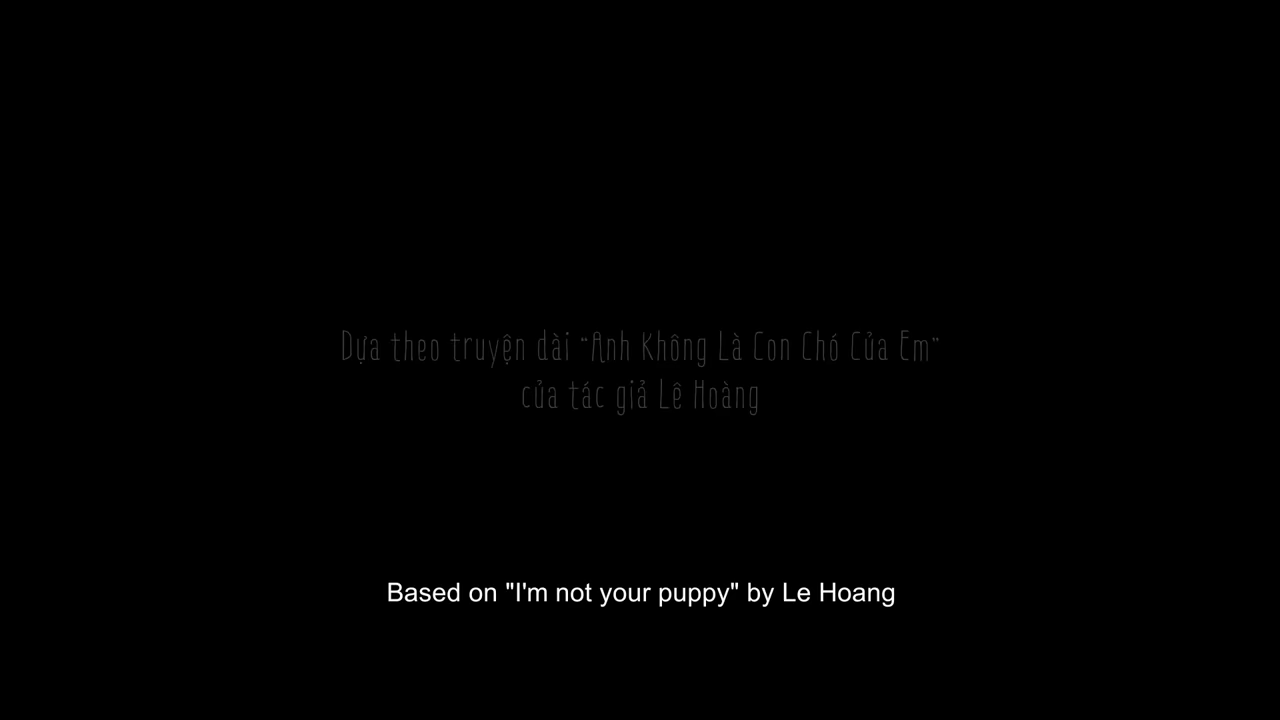 Dựa theo truyện dài "Anh Không Là Con Chó Của Em"
của tác giả Lê Hoàng
Based on "I'm not your puppy" by Le Hoang